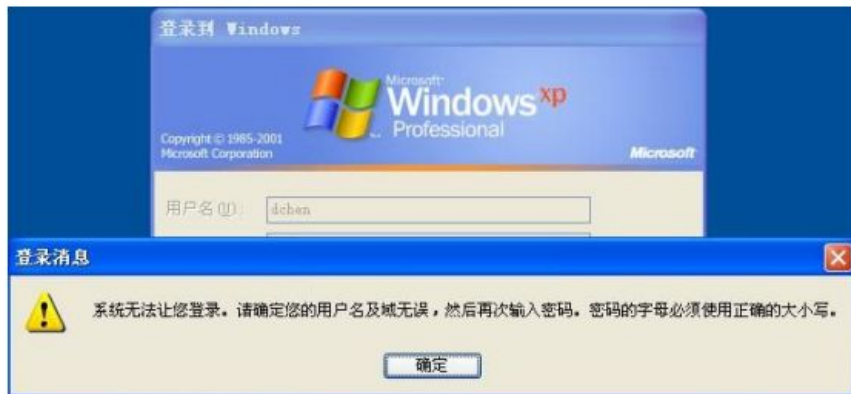 登录到 Windows
Microsoft
Windows xp
Professional
Copyright © 1985-2001
Microsoft Corporation
Microsoft
用户名(U):
dchen
登录消息
系统无法让您登录。请确定您的用户名及域无误，然后再次输入密码。密码的字母必须使用正确的大小写。
确定